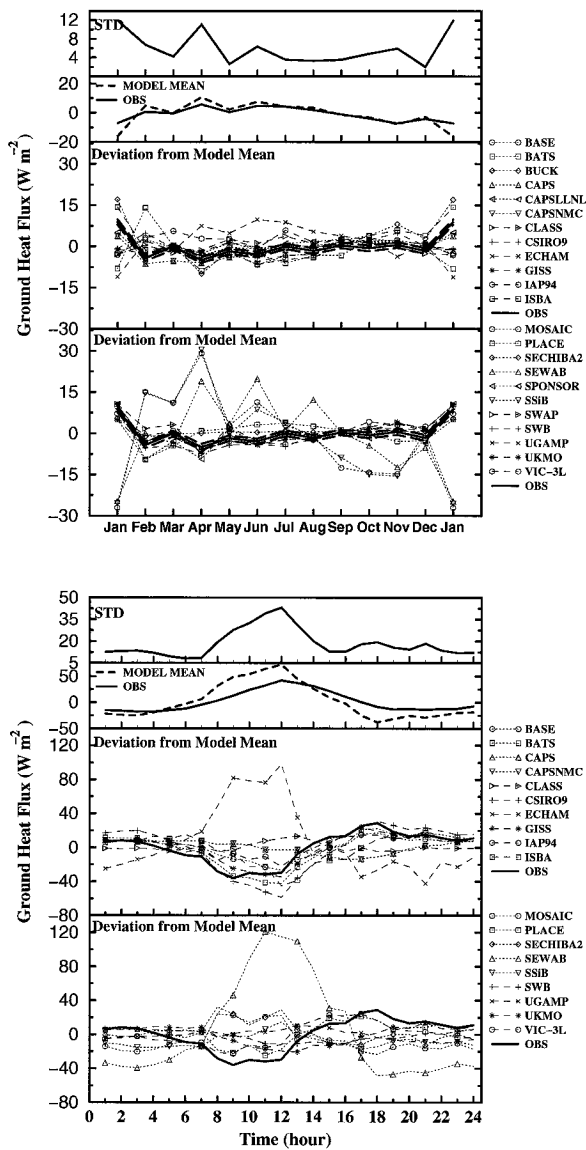 12
8
4
STD
20
0
−20
MODEL MEAN
OBS
Deviation from Model Mean
30
15
0
−15
−30
Deviation from Model Mean
30
15
0
−15
−30
Ground Heat Flux (W m−2)
Jan Feb Mar Apr May Jun Jul Aug Sep Oct Nov Dec Jan
BASE
BATS
BUCK
CAPS
CAPSLLNL
CAPSNMC
CLASS
CSIRO9
ECHAM
GISS
IAP94
ISBA
OBS
MOSAIC
PLACE
SECHIBA2
SEWAB
SPONSOR
SSiB
SWAP
SWB
UGAMP
UKMO
VIC-3L
OBS
50
35
20
5
STD
50
0
−50
MODEL MEAN
OBS
Deviation from Model Mean
120
80
40
0
−40
−80
Deviation from Model Mean
120
80
40
0
−40
−80
Ground Heat Flux (W m−2)
0 2 4 6 8 10 12 14 16 18 20 22 24
Time (hour)
BASE
BATS
CAPS
CAPSNMC
CLASS
CSIRO9
ECHAM
GISS
IAP94
ISBA
OBS
MOSAIC
PLACE
SECHIBA2
SEWAB
SSiB
SWB
UGAMP
UKMO
VIC-3L
OBS